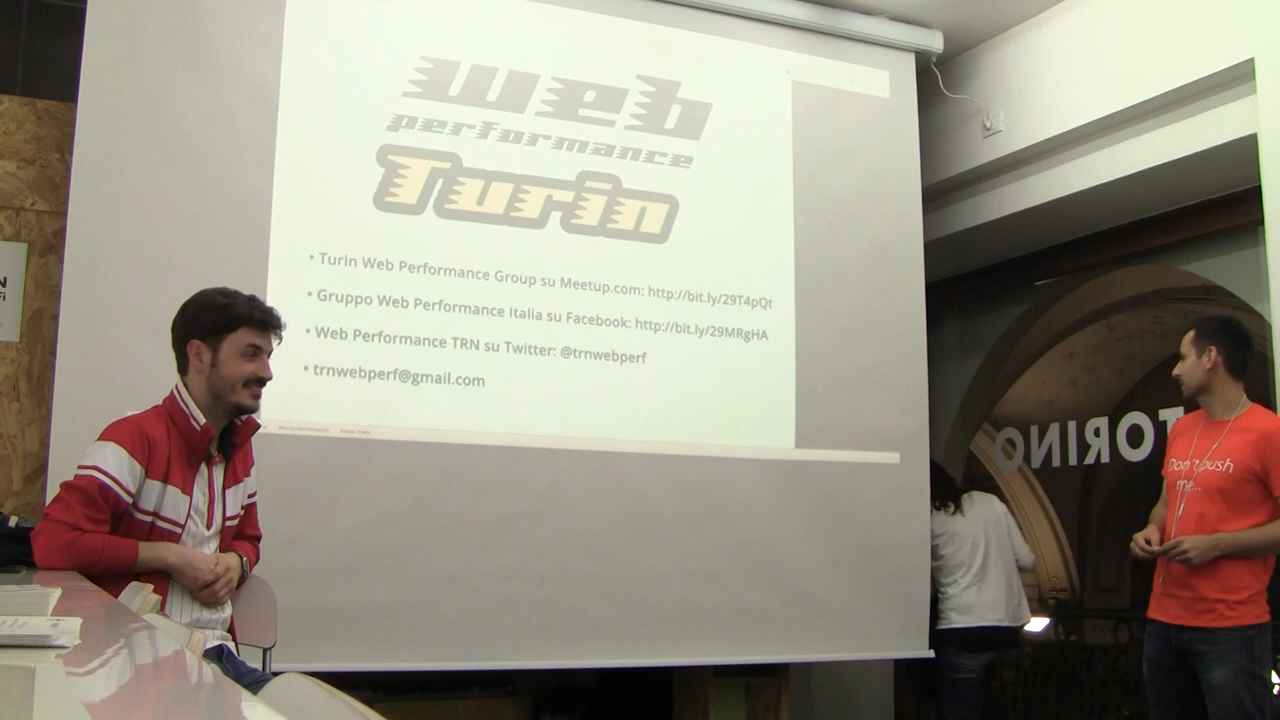 web
performance
Turin
• Turin Web Performance Group su Meetup.com: http://bit.ly/29T4pQt
• Gruppo Web Performance Italia su Facebook: http://bit.ly/29MRgHA
• Web Performance TRN su Twitter: @trnwebperf
• trnwebperf@gmail.com
TORINO
Don't push
me...